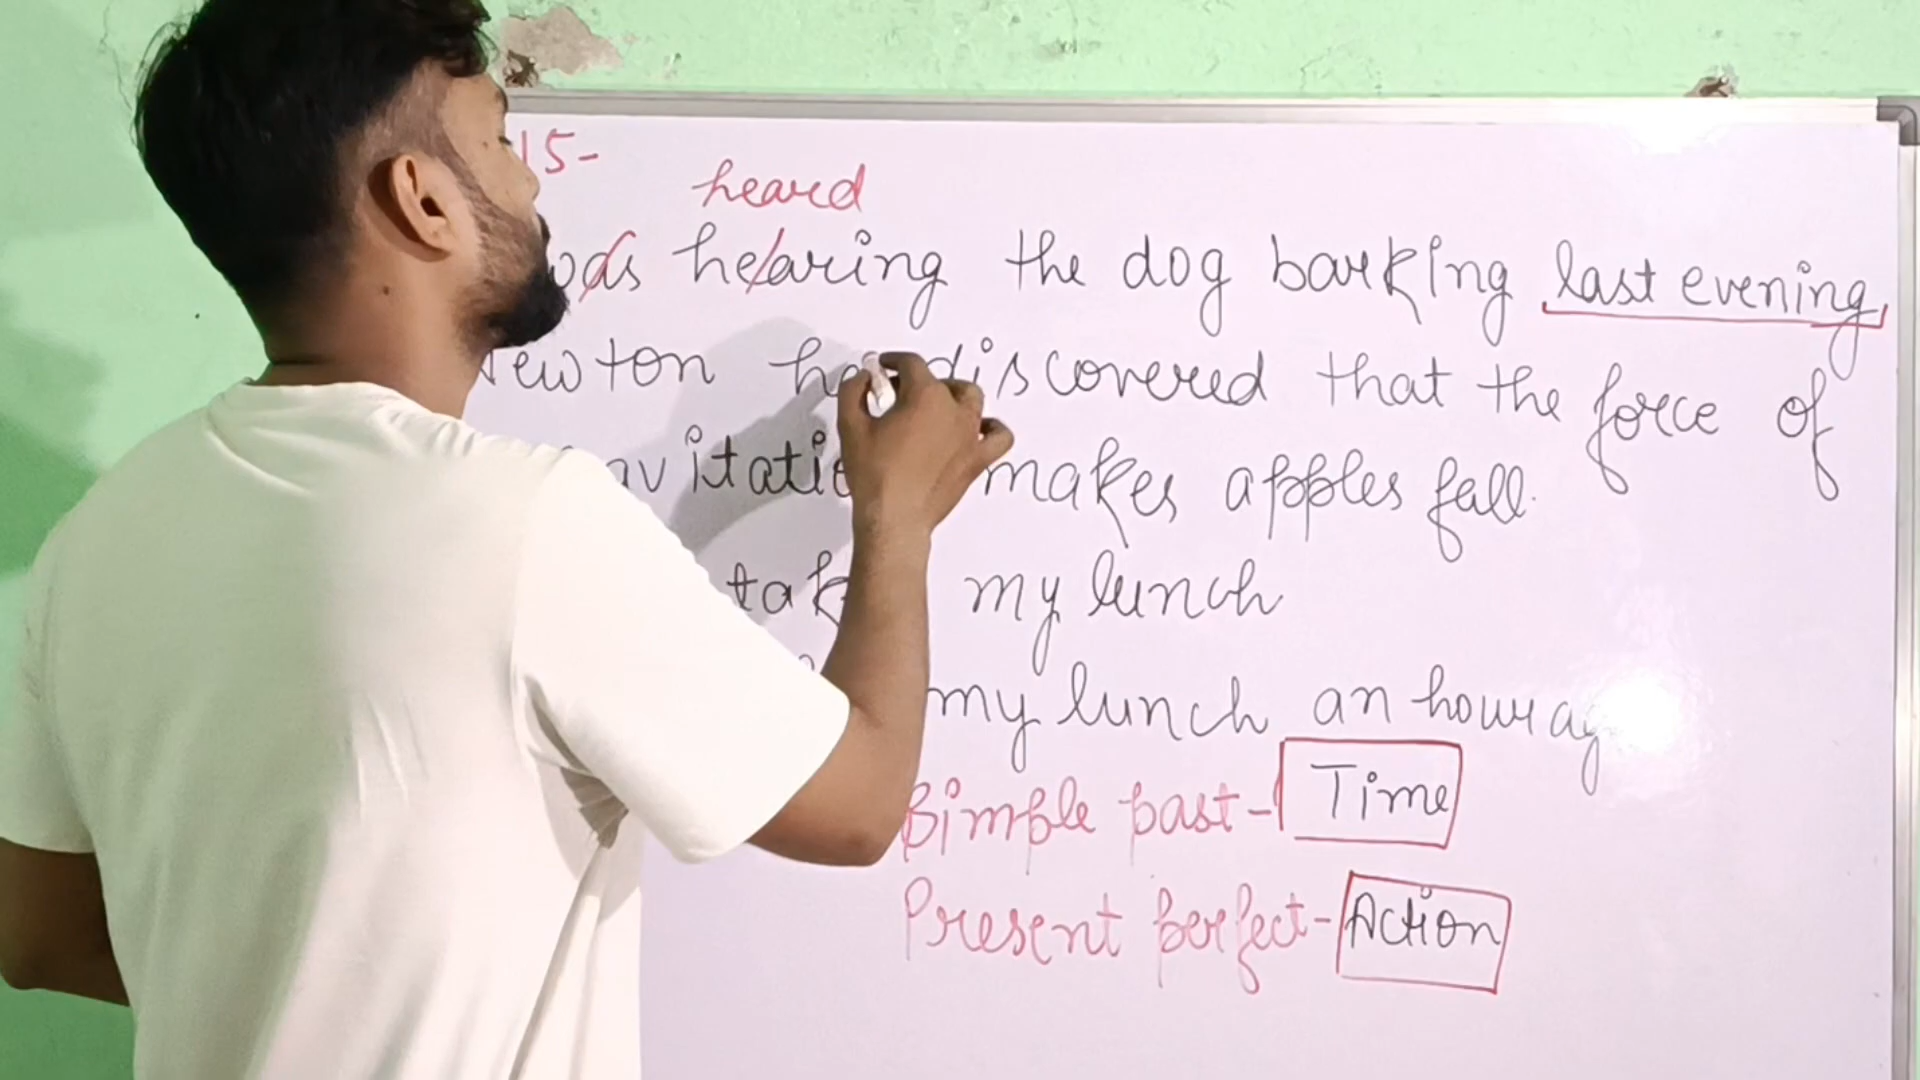 15-
heard
was hearing the dog barking last evening
Newton discovered that the force of
makes apples fall.
my lunch
my lunch an hour
Simple past- Time
Present perfect- Action